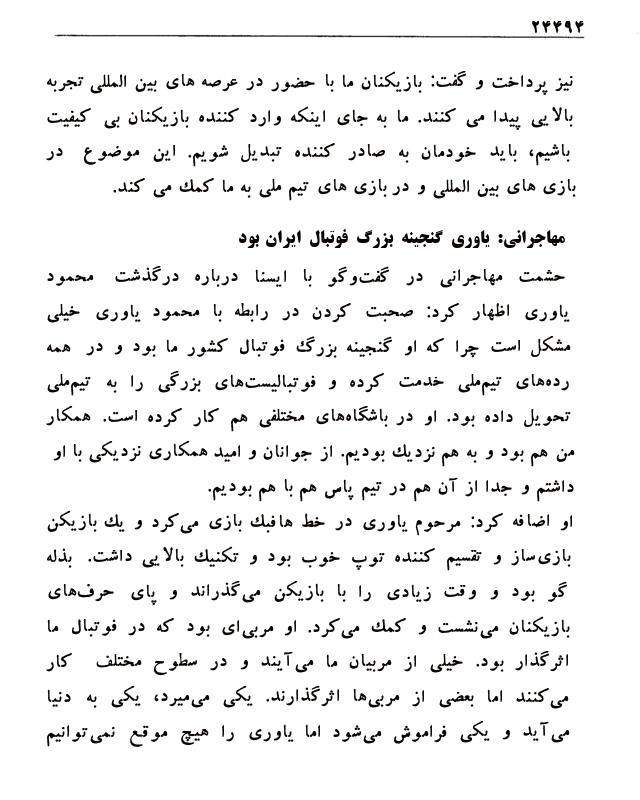 ۲۴۴۹۴
نیز پرداخت و گفت: بازیکنان ما با حضور در عرصه های بین المللی تجربه
بالایی پیدا می کنند. ما به جای اینکه وارد کننده بازیکنان بی کیفیت
باشیم، باید خودمان به صادر کننده تبدیل شویم. این موضوع در
بازی های بین المللی و در بازی های تیم ملی به ما کمك می کند.
مهاجرانی: یاوری گنجینه بزرگ فوتبال ایران بود
حشمت مهاجرانی در گفت‌وگو با ایسنا درباره درگذشت محمود
یاوری اظهار کرد: صحبت کردن در رابطه با محمود یاوری خیلی
مشکل است چرا که او گنجینه بزرگ فوتبال کشور ما بود و در همه
رده‌های تیم‌ملی خدمت کرده و فوتبالیست‌های بزرگی را به تیم‌ملی
تحویل داده بود. او در باشگاه‌های مختلفی هم کار کرده است. همکار
من هم بود و به هم نزدیك بودیم. از جوانان و امید همکاری نزدیکی با او
داشتم و جدا از آن هم در تیم پاس هم با هم بودیم.
او اضافه کرد: مرحوم یاوری در خط هافبك بازی می‌کرد و یك بازیکن
بازی‌ساز و تقسیم کننده توپ خوب بود و تکنیك بالایی داشت. بذله
گو بود و وقت زیادی را با بازیکن می‌گذراند و پای حرف‌های
بازیکنان می‌نشست و کمك می‌کرد. او مربی‌ای بود که در فوتبال ما
اثرگذار بود. خیلی از مربیان ما می‌آیند و در سطوح مختلف کار
می‌کنند اما بعضی از مربی‌ها اثرگذارند. یکی می‌میرد، یکی به دنیا
می‌آید و یکی فراموش می‌شود اما یاوری را هیچ موقع نمی‌توانیم